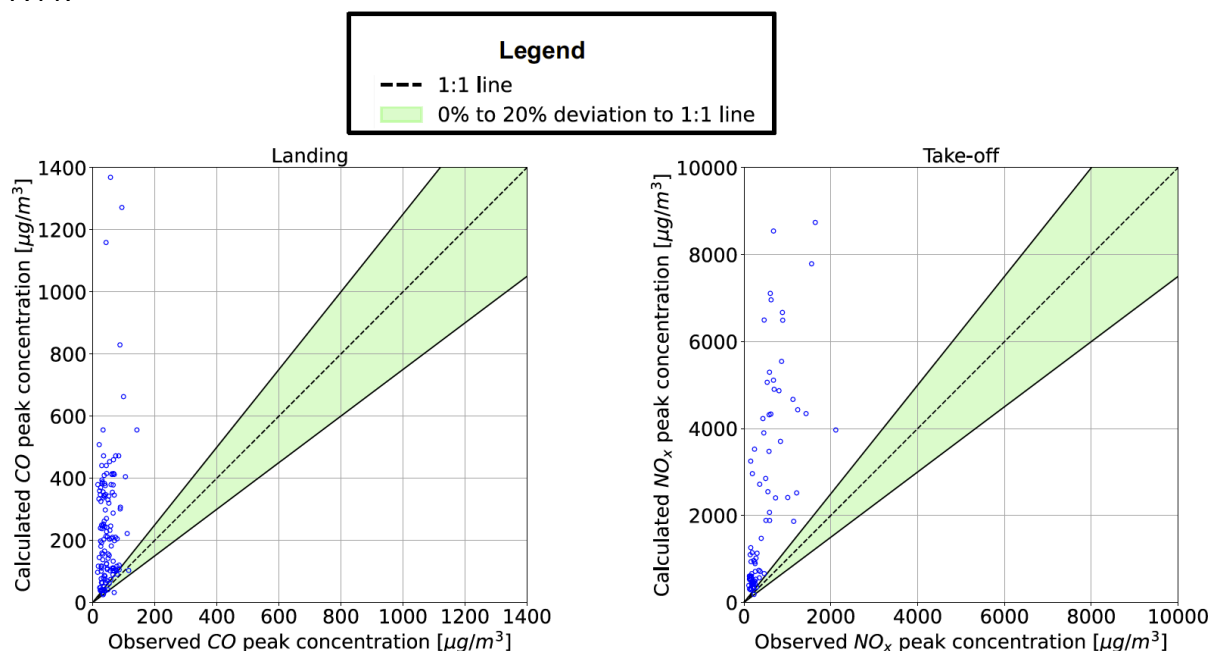 Legend
1:1 line
0% to 20% deviation to 1:1 line
Landing
Calculated CO peak concentration [µg/m³]
1400
1200
1000
800
600
400
200
0
0 200 400 600 800 1000 1200 1400
Observed CO peak concentration [µg/m³]
Take-off
Calculated NOₓ peak concentration [µg/m³]
10000
8000
6000
4000
2000
0
0 2000 4000 6000 8000 10000
Observed NOₓ peak concentration [µg/m³]